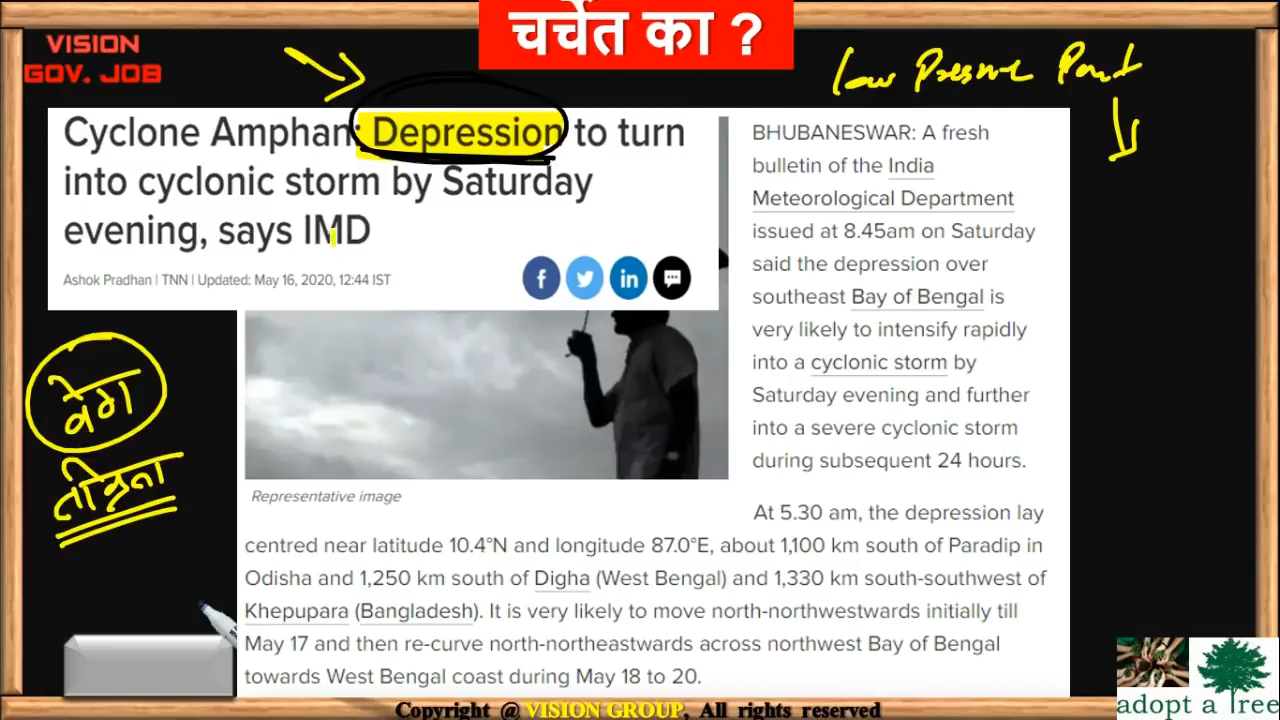 चर्चेत का ?
VISION
GOV. JOB
Low Pressure Point
Cyclone Amphan: Depression to turn
into cyclonic storm by Saturday
evening, says IMD
Ashok Pradhan | TNN | Updated: May 16, 2020, 12:44 IST
वेग
तीव्रता
Representative image
BHUBANESWAR: A fresh
bulletin of the India
Meteorological Department
issued at 8.45am on Saturday
said the depression over
southeast Bay of Bengal is
very likely to intensify rapidly
into a cyclonic storm by
Saturday evening and further
into a severe cyclonic storm
during subsequent 24 hours.
At 5.30 am, the depression lay
centred near latitude 10.4°N and longitude 87.0°E, about 1,100 km south of Paradip in
Odisha and 1,250 km south of Digha (West Bengal) and 1,330 km south-southwest of
Khepupara (Bangladesh). It is very likely to move north-northwestwards initially till
May 17 and then re-curve north-northeastwards across northwest Bay of Bengal
towards West Bengal coast during May 18 to 20.
adopt a Tree
Copyright @ VISION GROUP, All rights reserved